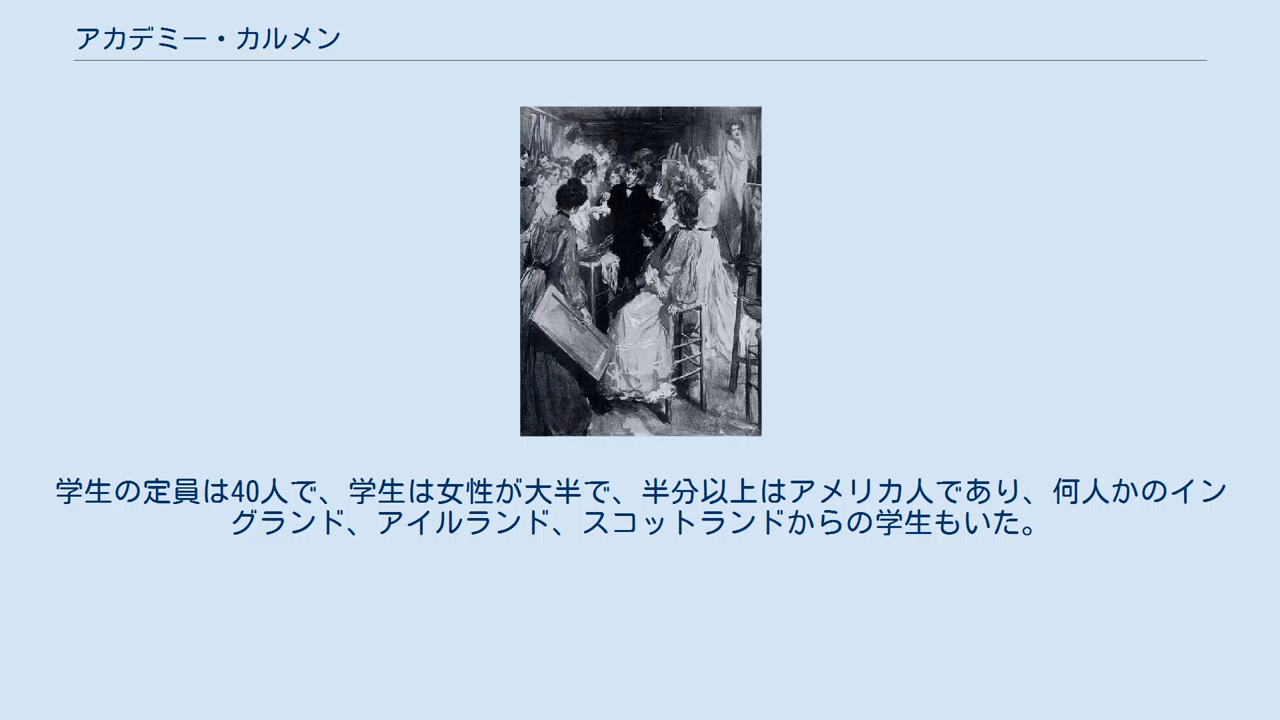 アカデミー・カルメン
学生の定員は40人で、学生は女性が大半で、半分以上はアメリカ人であり、何人かのイン
グランド、アイルランド、スコットランドからの学生もいた。